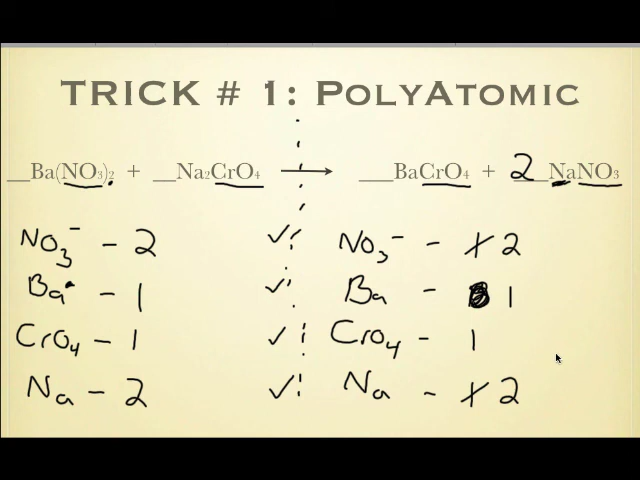 TRICK # 1: POLYATOMIC
__Ba(NO₃)₂ + __Na₂CrO₄ → __BaCrO₄ + 2 __NaNO₃
NO₃⁻ - 2 ✓ NO₃⁻ - 1 2
Ba - 1 ✓ Ba - 1
CrO₄ - 1 ✓ CrO₄ - 1
Na - 2 ✓ Na - 1 2